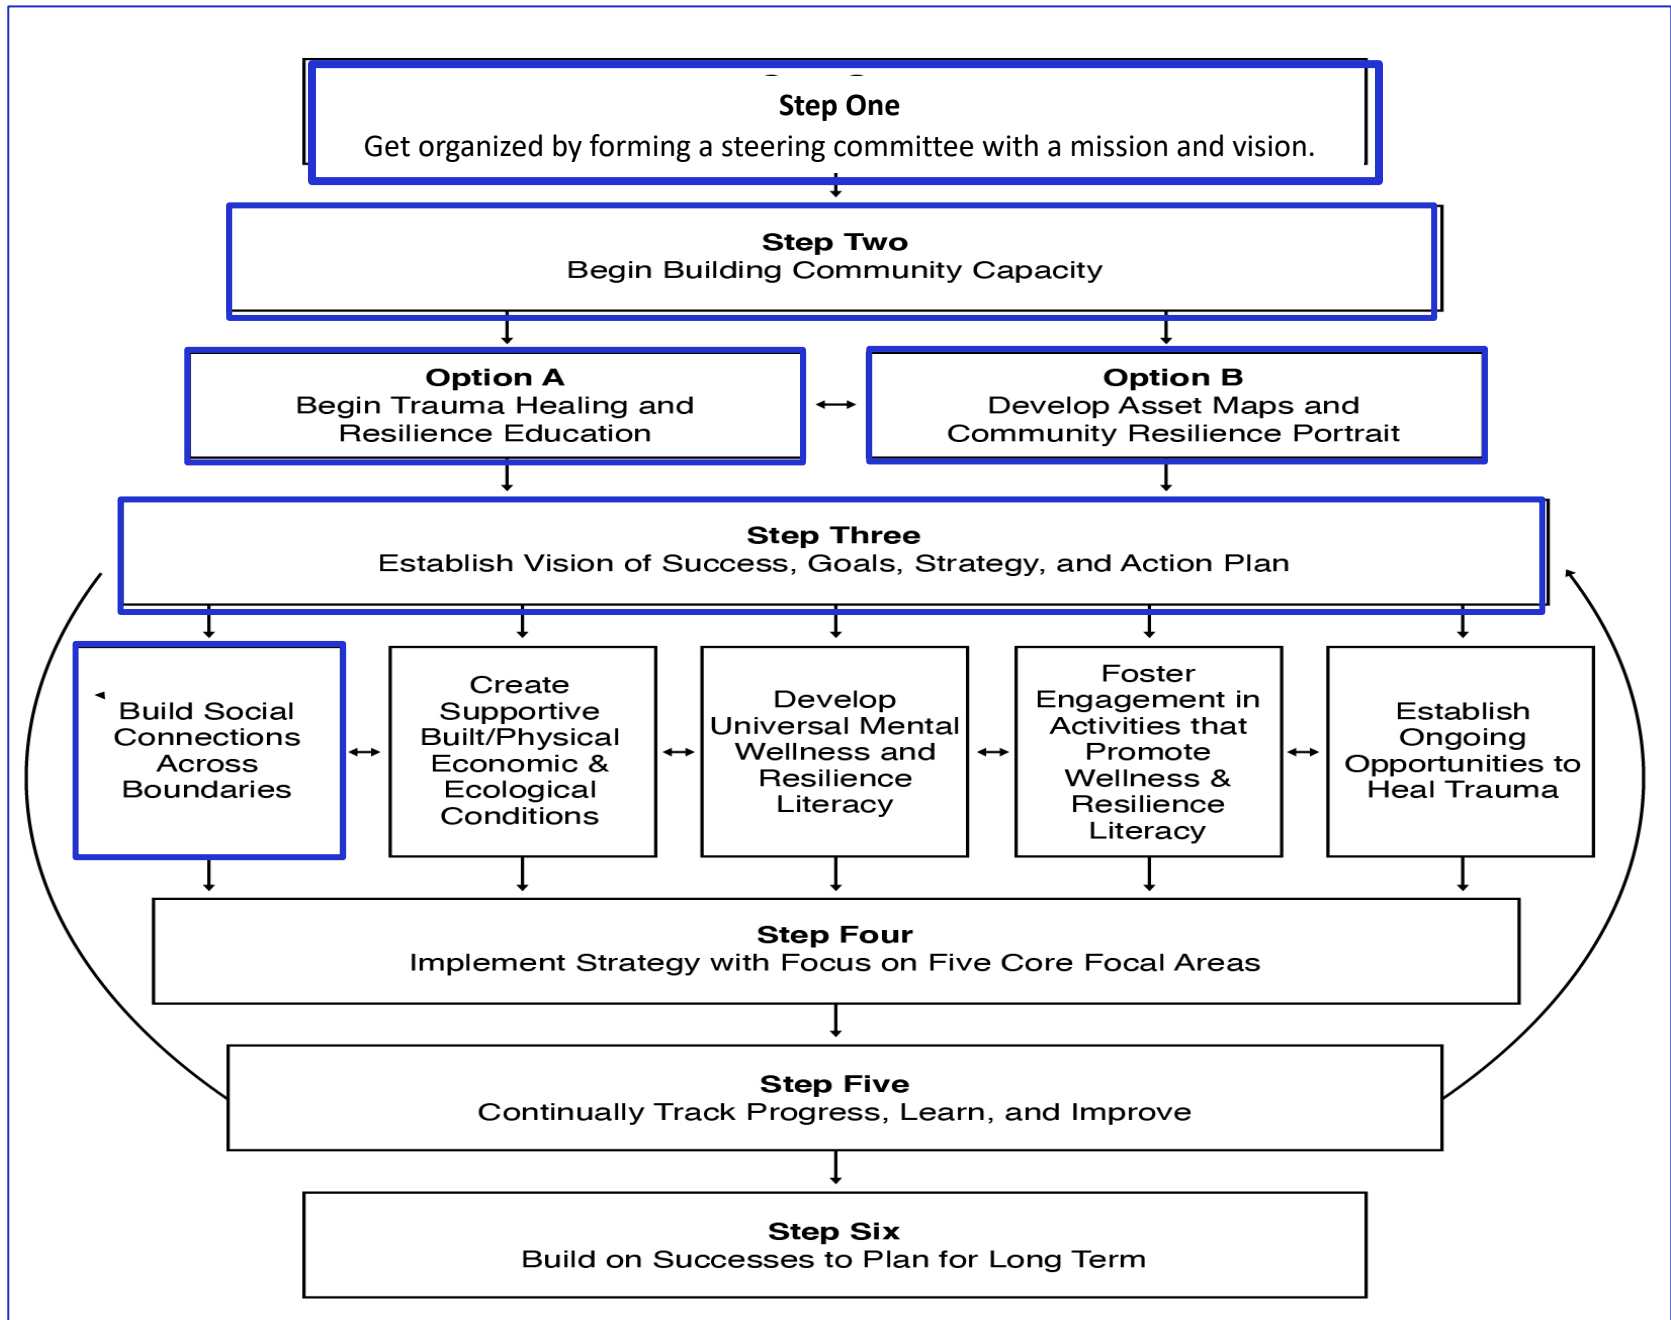 Step One
Get organized by forming a steering committee with a mission and vision.
Step Two
Begin Building Community Capacity
Option A
Begin Trauma Healing and
Resilience Education
Option B
Develop Asset Maps and
Community Resilience Portrait
Step Three
Establish Vision of Success, Goals, Strategy, and Action Plan
Build Social
Connections
Across
Boundaries
Create
Supportive
Built/Physical
Economic &
Ecological
Conditions
Develop
Universal Mental
Wellness and
Resilience
Literacy
Foster
Engagement in
Activities that
Promote
Wellness &
Resilience
Literacy
Establish
Ongoing
Opportunities to
Heal Trauma
Step Four
Implement Strategy with Focus on Five Core Focal Areas
Step Five
Continually Track Progress, Learn, and Improve
Step Six
Build on Successes to Plan for Long Term